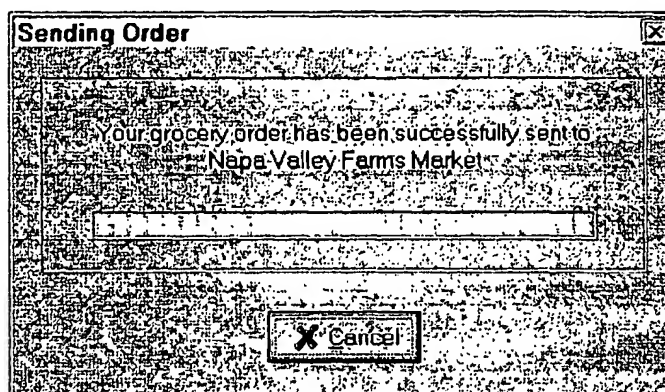 Sending Order
Your grocery order has been successfully sent to
Napa Valley Farms Market
Cancel